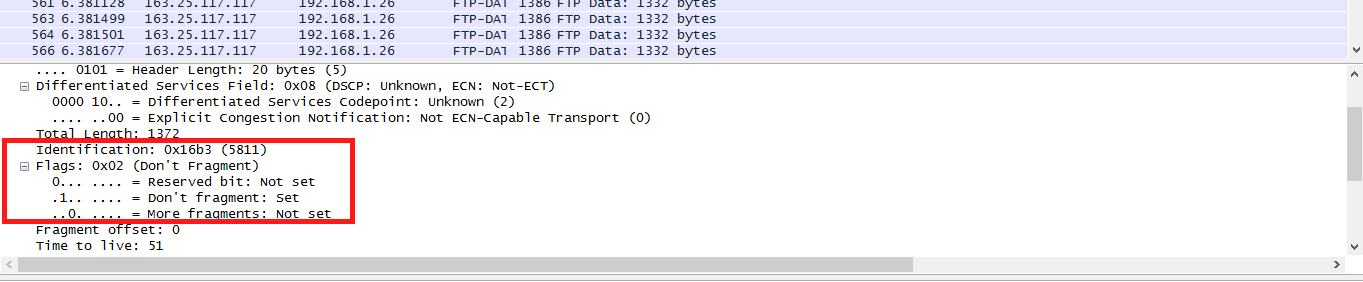 561 6.381128 163.25.117.117 192.168.1.26 FTP-DAT 1386 FTP Data: 1332 bytes
563 6.381499 163.25.117.117 192.168.1.26 FTP-DAT 1386 FTP Data: 1332 bytes
564 6.381501 163.25.117.117 192.168.1.26 FTP-DAT 1386 FTP Data: 1332 bytes
566 6.381677 163.25.117.117 192.168.1.26 FTP-DAT 1386 FTP Data: 1332 bytes
.... 0101 = Header Length: 20 bytes (5)
Differentiated Services Field: 0x08 (DSCP: Unknown, ECN: Not-ECT)
0000 10.. = Differentiated Services Codepoint: Unknown (2)
.... ..00 = Explicit Congestion Notification: Not ECN-Capable Transport (0)
Total Length: 1372
Identification: 0x16b3 (5811)
Flags: 0x02 (Don't Fragment)
0... .... = Reserved bit: Not set
.1.. .... = Don't fragment: Set
..0. .... = More fragments: Not set
Fragment offset: 0
Time to live: 51